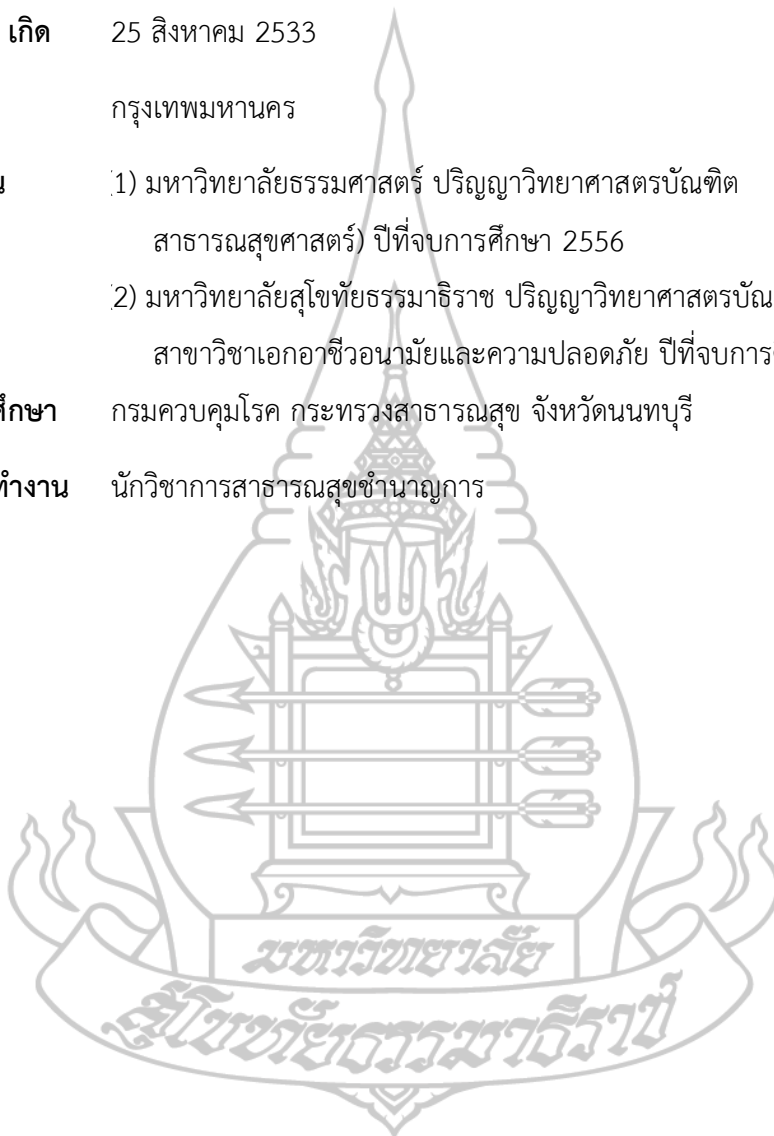 เกิด 25 สิงหาคม 2533
กรุงเทพมหานคร
1) มหาวิทยาลัยธรรมศาสตร์ ปริญญาวิทยาศาสตรบัณฑิต
สาธารณสุขศาสตร์) ปีที่จบการศึกษา 2556
2) มหาวิทยาลัยสุโขทัยธรรมาธิราช ปริญญาวิทยาศาสตรบัณ
สาขาวิชาเอกอาชีวอนามัยและความปลอดภัย ปีที่จบการ
ศึกษา กรมควบคุมโรค กระทรวงสาธารณสุข จังหวัดนนทบุรี
ทำงาน นักวิชาการสาธารณสุขชำนาญการ
มหาวิทยาลัย
สุโขทัยธรรมาธิราช